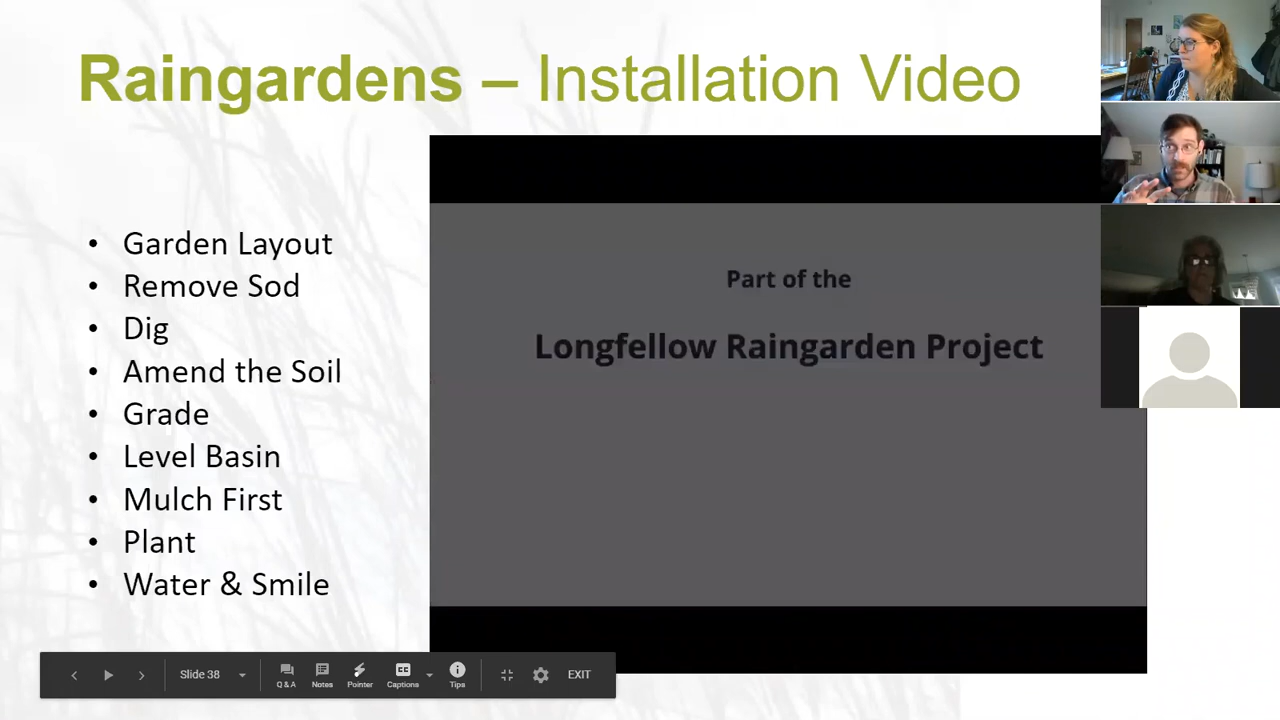 Raingardens – Installation Video
• Garden Layout
• Remove Sod
• Dig
• Amend the Soil
• Grade
• Level Basin
• Mulch First
• Plant
• Water & Smile
Part of the
Longfellow Raingarden Project
Slide 38
Q & A
Notes
Pointer
CC
Captions
Tips
EXIT